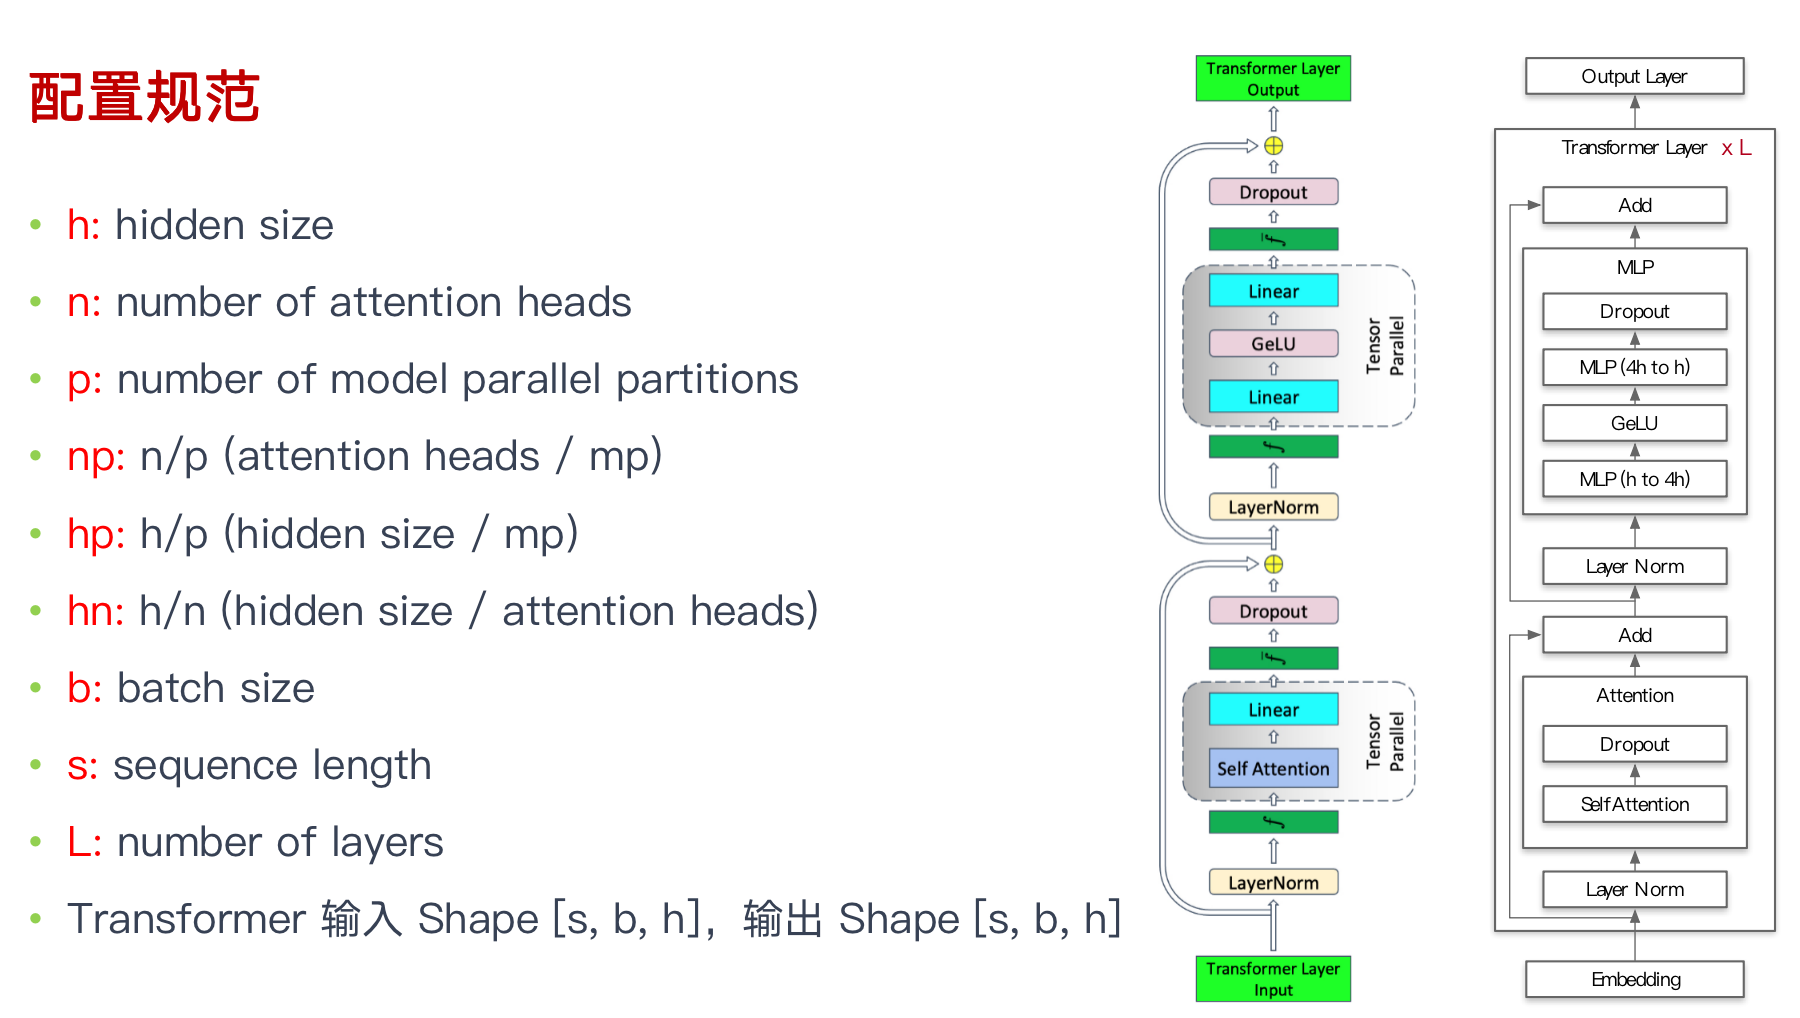 配置规范
• h: hidden size
• n: number of attention heads
• p: number of model parallel partitions
• np: n/p (attention heads / mp)
• hp: h/p (hidden size / mp)
• hn: h/n (hidden size / attention heads)
• b: batch size
• s: sequence length
• L: number of layers
• Transformer 输入 Shape [s, b, h]，输出 Shape [s, b, h]
Transformer Layer
Output
Dropout
f̄
Linear
GeLU
Linear
Tensor
Parallel
f
LayerNorm
Dropout
f̄
Linear
Self Attention
Tensor
Parallel
f
LayerNorm
Transformer Layer
Input
Output Layer
Transformer Layer x L
Add
MLP
Dropout
MLP (4h to h)
GeLU
MLP (h to 4h)
Layer Norm
Add
Attention
Dropout
Self Attention
Layer Norm
Embedding